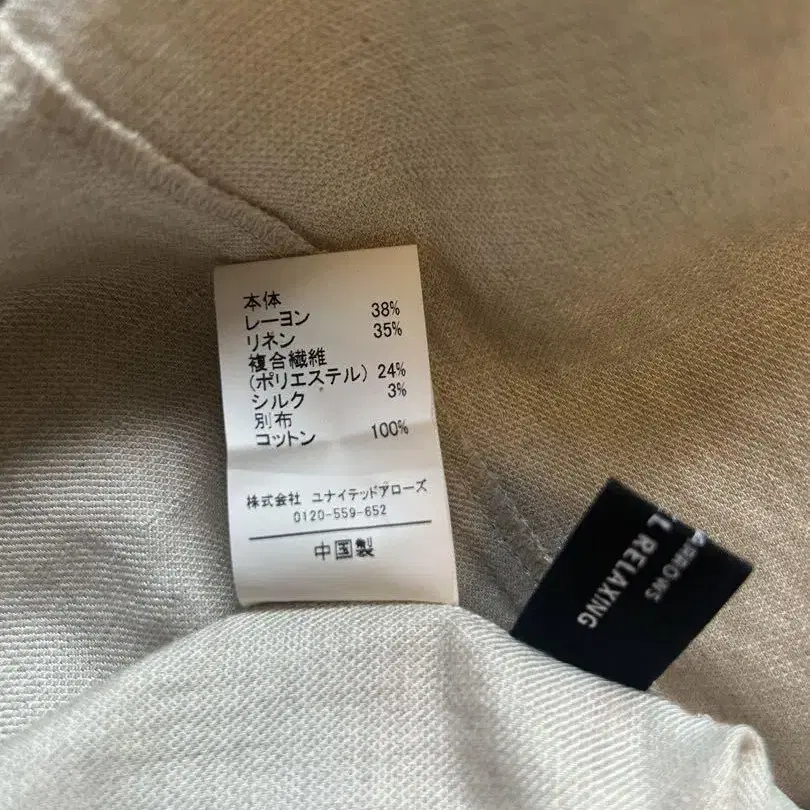 本体
レーヨン 38%
リネン 35%
複合繊維
(ポリエステル) 24%
シルク 3%
別布
コットン 100%
株式会社 ユナイテッドアローズ
0120-559-652
中国製
ARROWS
RELAXING